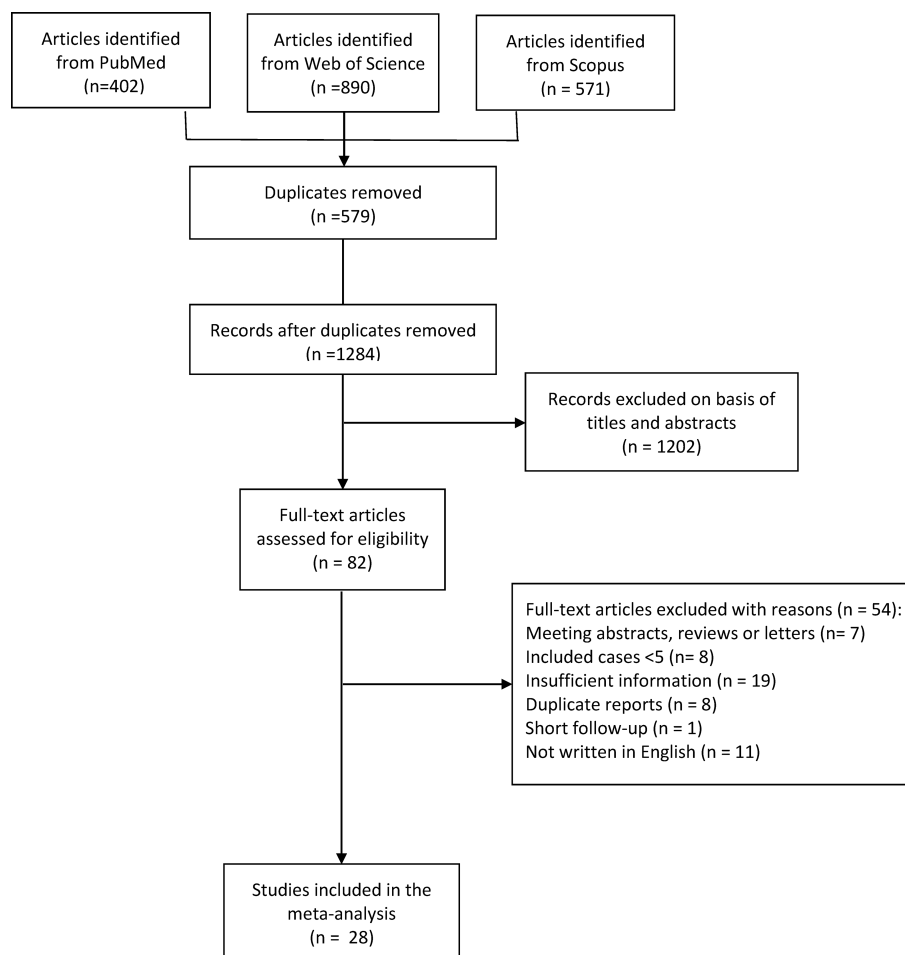 Articles identified
from PubMed
(n=402)
Articles identified
from Web of Science
(n =890)
Articles identified
from Scopus
(n = 571)
Duplicates removed
(n =579)
Records after duplicates removed
(n =1284)
Records excluded on basis of
titles and abstracts
(n = 1202)
Full-text articles
assessed for eligibility
(n = 82)
Full-text articles excluded with reasons (n = 54):
Meeting abstracts, reviews or letters (n= 7)
Included cases <5 (n= 8)
Insufficient information (n = 19)
Duplicate reports (n = 8)
Short follow-up (n = 1)
Not written in English (n = 11)
Studies included in the
meta-analysis
(n =  28)